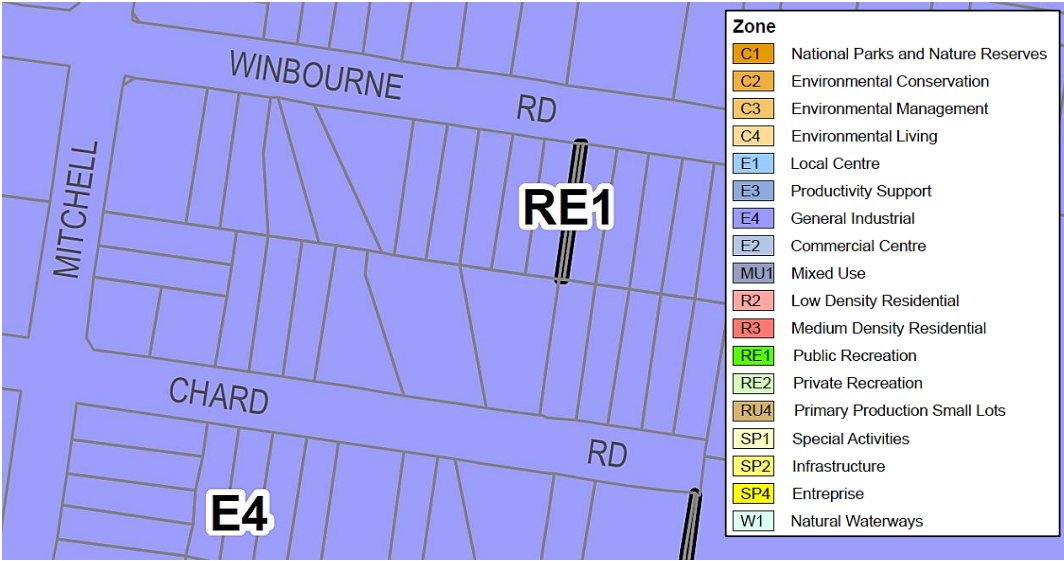 WINBOURNE RD
MITCHELL
RE1
CHARD RD
E4
Zone
C1 National Parks and Nature Reserves
C2 Environmental Conservation
C3 Environmental Management
C4 Environmental Living
E1 Local Centre
E3 Productivity Support
E4 General Industrial
E2 Commercial Centre
MU1 Mixed Use
R2 Low Density Residential
R3 Medium Density Residential
RE1 Public Recreation
RE2 Private Recreation
RU4 Primary Production Small Lots
SP1 Special Activities
SP2 Infrastructure
SP4 Entreprise
W1 Natural Waterways